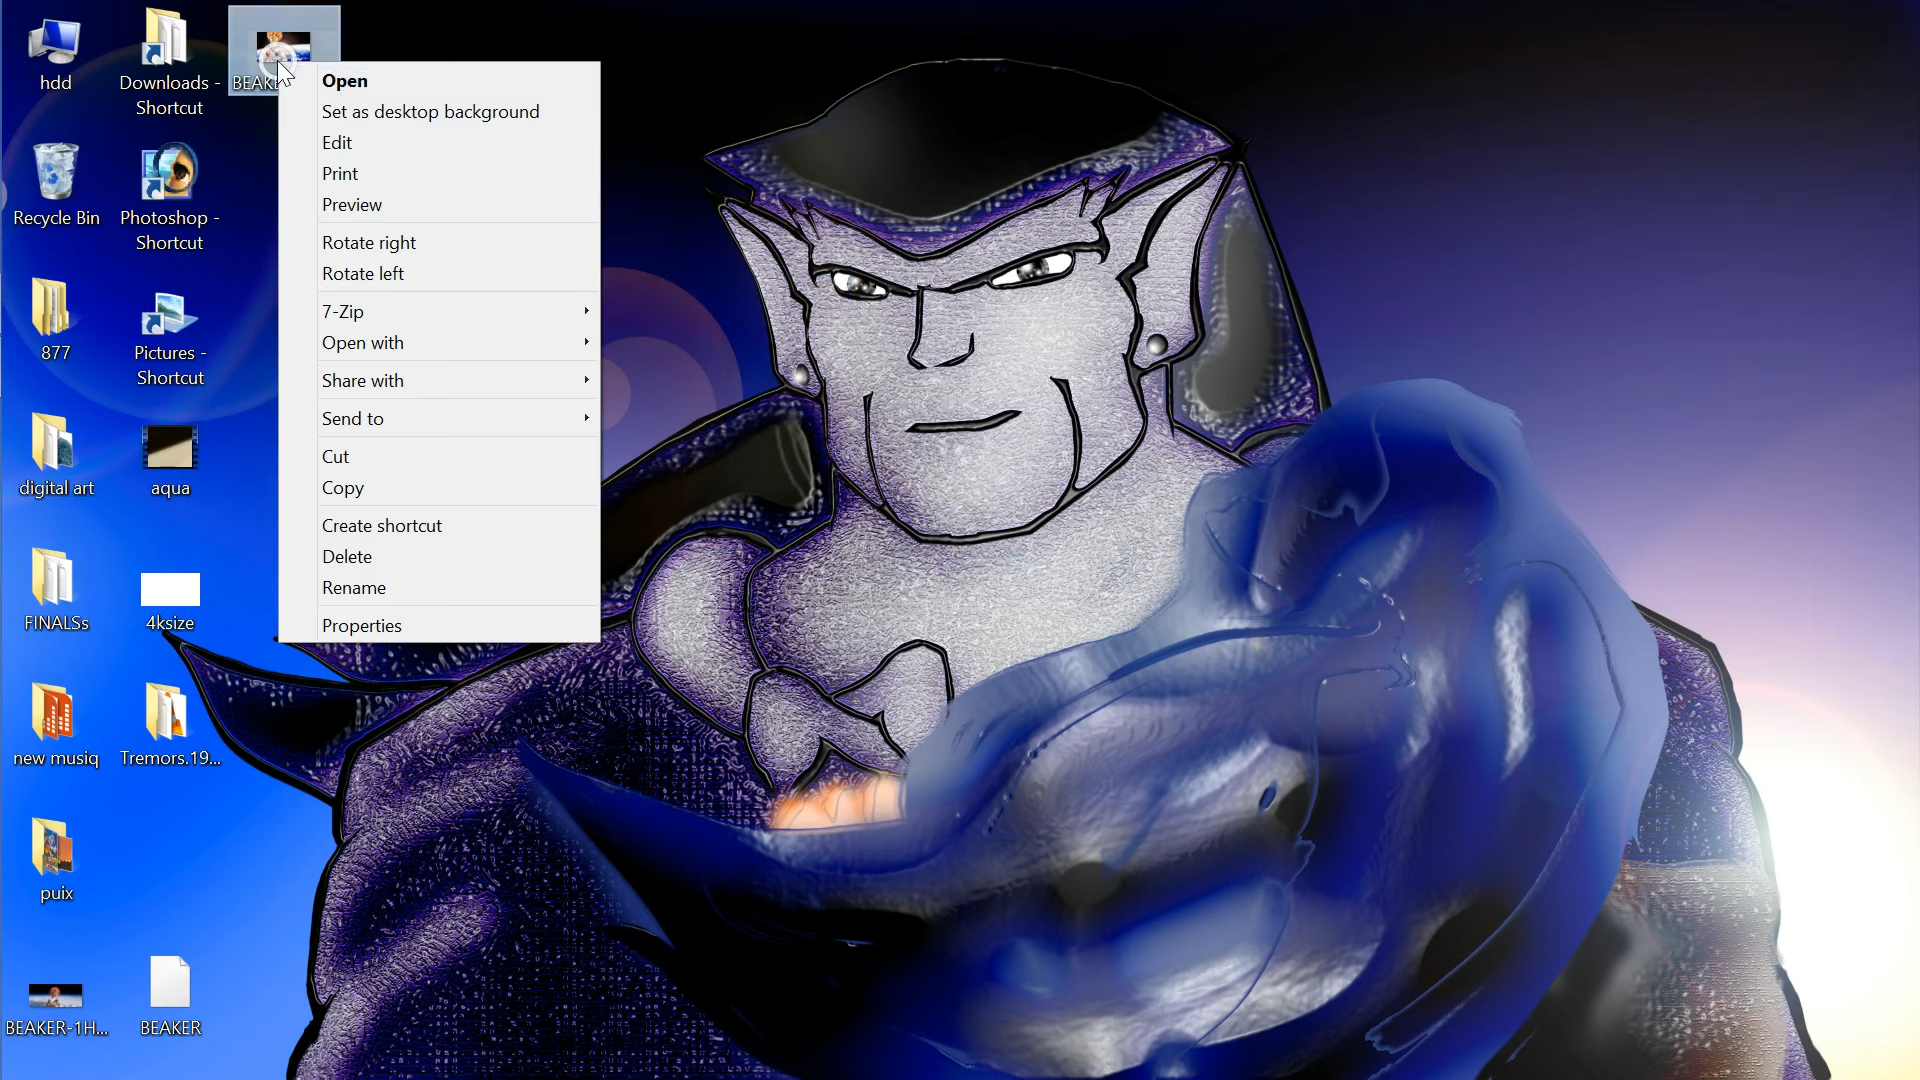 hdd
Downloads -
Shortcut
Recycle Bin
Photoshop -
Shortcut
877
Pictures -
Shortcut
digital art
aqua
FINALSs
4ksize
new musiq
Tremors.19...
puix
BEAKER-1H...
BEAKER
Open
Set as desktop background
Edit
Print
Preview
Rotate right
Rotate left
7-Zip
Open with
Share with
Send to
Cut
Copy
Create shortcut
Delete
Rename
Properties